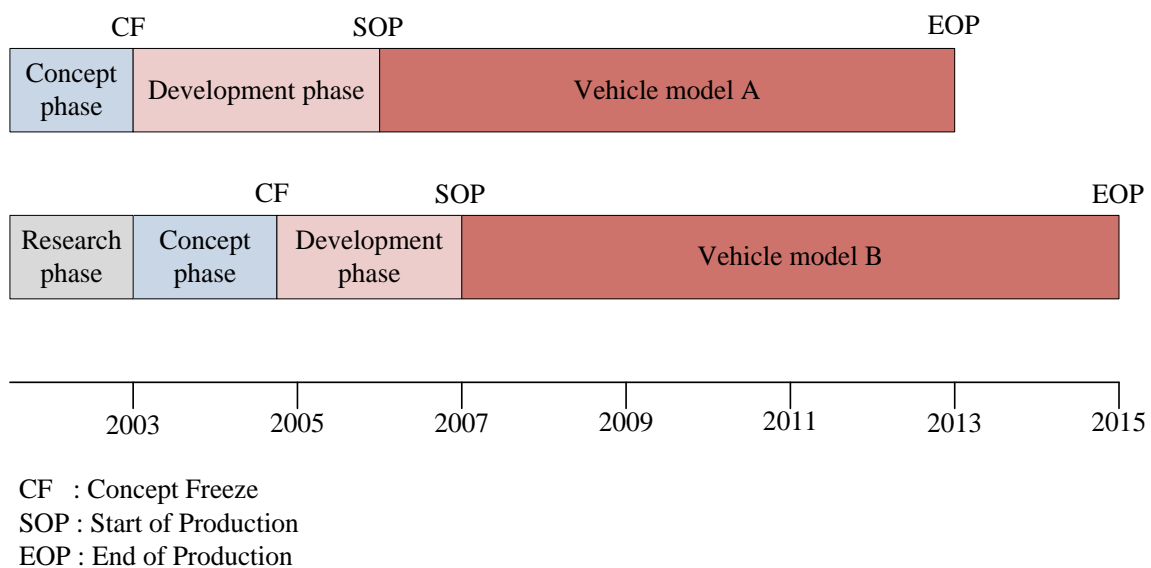 CF SOP EOP
Concept
phase
Development phase
Vehicle model A
CF SOP EOP
Research
phase
Concept
phase
Development
phase
Vehicle model B
2003 2005 2007 2009 2011 2013 2015
CF : Concept Freeze
SOP : Start of Production
EOP : End of Production